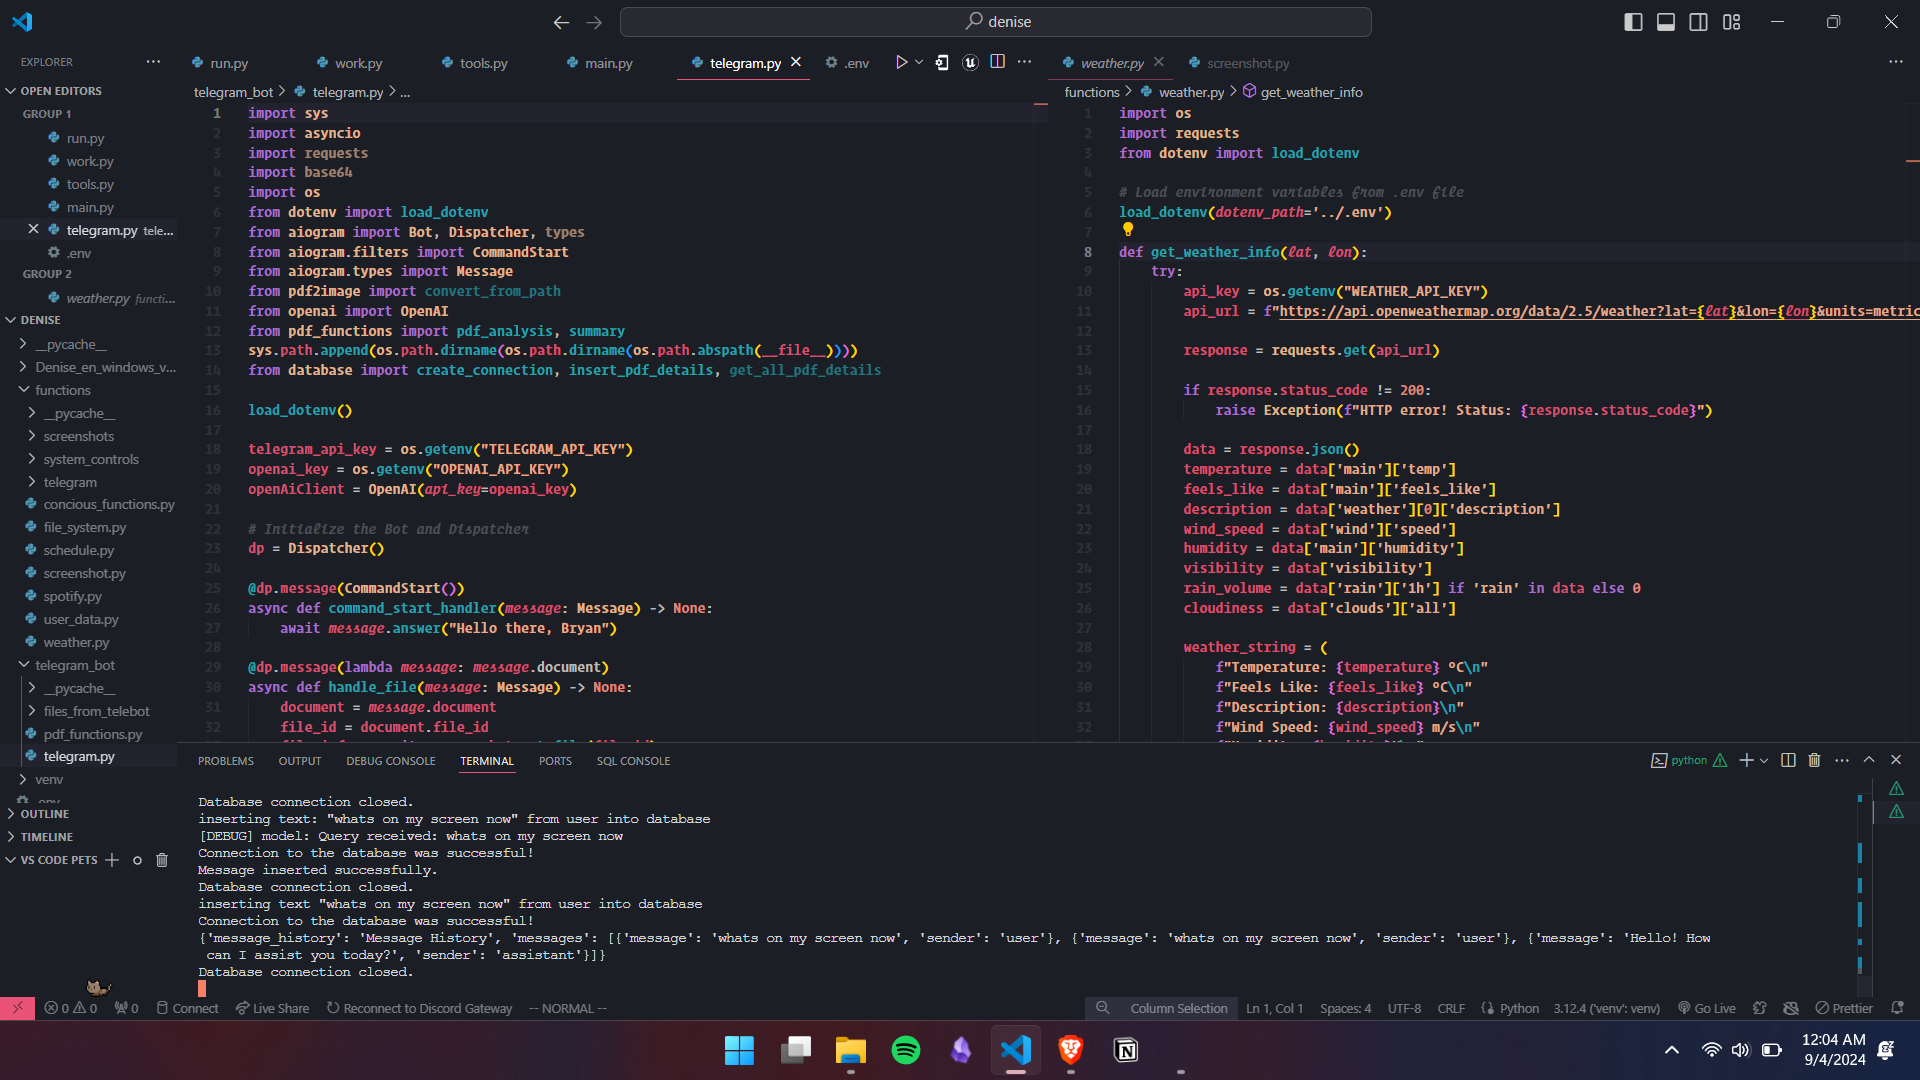 denise
EXPLORER
OPEN EDITORS
GROUP 1
run.py
work.py
tools.py
main.py
telegram.py tele...
.env
GROUP 2
weather.py functi...
DENISE
__pycache__
Denise_en_windows_v...
functions
__pycache__
screenshots
system_controls
telegram
concious_functions.py
file_system.py
schedule.py
screenshot.py
spotify.py
user_data.py
weather.py
telegram_bot
__pycache__
files_from_telebot
pdf_functions.py
telegram.py
venv
OUTLINE
TIMELINE
VS CODE PETS
run.py work.py tools.py main.py telegram.py .env
telegram_bot > telegram.py > ...
1 import sys
2 import asyncio
3 import requests
4 import base64
5 import os
6 from dotenv import load_dotenv
7 from aiogram import Bot, Dispatcher, types
8 from aiogram.filters import CommandStart
9 from aiogram.types import Message
10 from pdf2image import convert_from_path
11 from openai import OpenAI
12 from pdf_functions import pdf_analysis, summary
13 sys.path.append(os.path.dirname(os.path.dirname(os.path.abspath(__file__))))
14 from database import create_connection, insert_pdf_details, get_all_pdf_details
15
16 load_dotenv()
17
18 telegram_api_key = os.getenv("TELEGRAM_API_KEY")
19 openai_key = os.getenv("OPENAI_API_KEY")
20 openAiClient = OpenAI(api_key=openai_key)
21
22 # Initialize the Bot and Dispatcher
23 dp = Dispatcher()
24
25 @dp.message(CommandStart())
26 async def command_start_handler(message: Message) -> None:
27 await message.answer("Hello there, Bryan")
28
29 @dp.message(lambda message: message.document)
30 async def handle_file(message: Message) -> None:
31 document = message.document
32 file_id = document.file_id
weather.py screenshot.py
functions > weather.py > get_weather_info
1 import os
2 import requests
3 from dotenv import load_dotenv
4
5 # Load environment variables from .env file
6 load_dotenv(dotenv_path='../.env')
7
8 def get_weather_info(lat, lon):
9 try:
10 api_key = os.getenv("WEATHER_API_KEY")
11 api_url = f"https://api.openweathermap.org/data/2.5/weather?lat={lat}&lon={lon}&units=metric
12
13 response = requests.get(api_url)
14
15 if response.status_code != 200:
16 raise Exception(f"HTTP error! Status: {response.status_code}")
17
18 data = response.json()
19 temperature = data['main']['temp']
20 feels_like = data['main']['feels_like']
21 description = data['weather'][0]['description']
22 wind_speed = data['wind']['speed']
23 humidity = data['main']['humidity']
24 visibility = data['visibility']
25 rain_volume = data['rain']['1h'] if 'rain' in data else 0
26 cloudiness = data['clouds']['all']
27
28 weather_string = (
29 f"Temperature: {temperature} ºC\n"
30 f"Feels Like: {feels_like} ºC\n"
31 f"Description: {description}\n"
32 f"Wind Speed: {wind_speed} m/s\n"
PROBLEMS OUTPUT DEBUG CONSOLE TERMINAL PORTS SQL CONSOLE
python
Database connection closed.
inserting text: "whats on my screen now" from user into database
[DEBUG] model: Query received: whats on my screen now
Connection to the database was successful!
Message inserted successfully.
Database connection closed.
inserting text "whats on my screen now" from user into database
Connection to the database was successful!
{'message_history': 'Message History', 'messages': [{'message': 'whats on my screen now', 'sender': 'user'}, {'message': 'whats on my screen now', 'sender': 'user'}, {'message': 'Hello! How
can I assist you today?', 'sender': 'assistant'}]}
Database connection closed.
0 0 0 Connect Live Share Reconnect to Discord Gateway -- NORMAL -- Column Selection Ln 1, Col 1 Spaces: 4 UTF-8 CRLF Python 3.12.4 ('venv': venv) Go Live Prettier
12:04 AM
9/4/2024